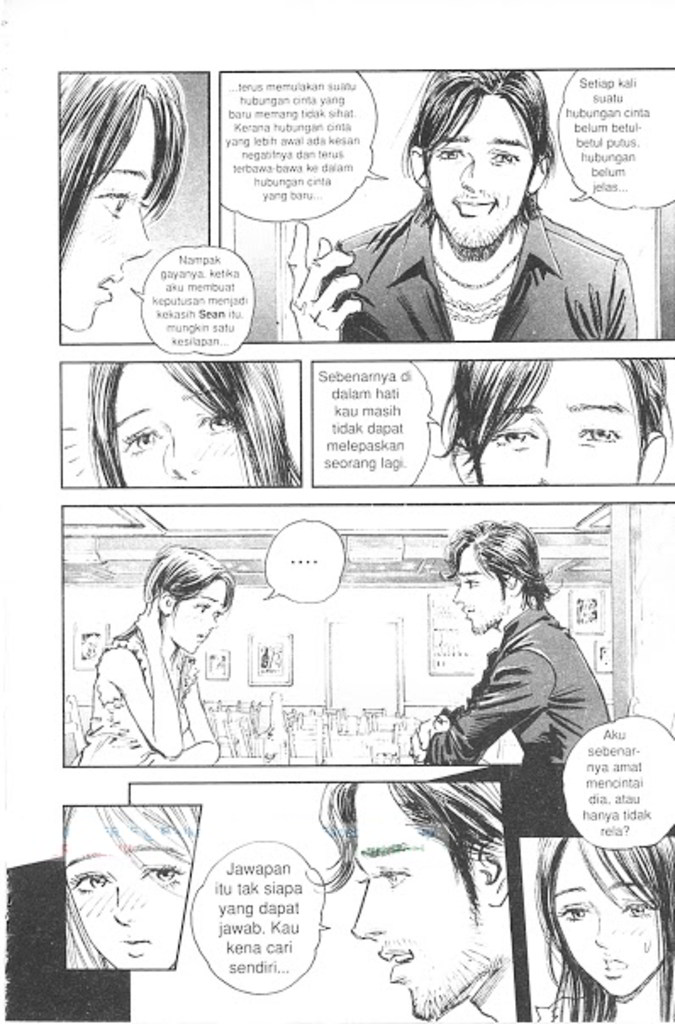 Setiap kali
suatu
hubungan cinta
belum betul-
betul putus,
hubungan
belum
jelas...
...terus memulakan suatu
hubungan cinta yang
baru memang tidak sihat.
Kerana hubungan cinta
yang lebih awal ada kesan
negatifnya dan terus
terbawa-bawa ke dalam
hubungan cinta
yang baru...
Nampak
gayanya, ketika
aku membuat
keputusan menjadi
kekasih Sean itu,
mungkin satu
kesilapan...
Sebenarnya di
dalam hati
kau masih
tidak dapat
melepaskan
seorang lagi.
....
Aku
sebenar-
nya amat
mencintai
dia, atau
hanya tidak
rela?
Jawapan
itu tak siapa
yang dapat
jawab. Kau
kena cari
sendiri...